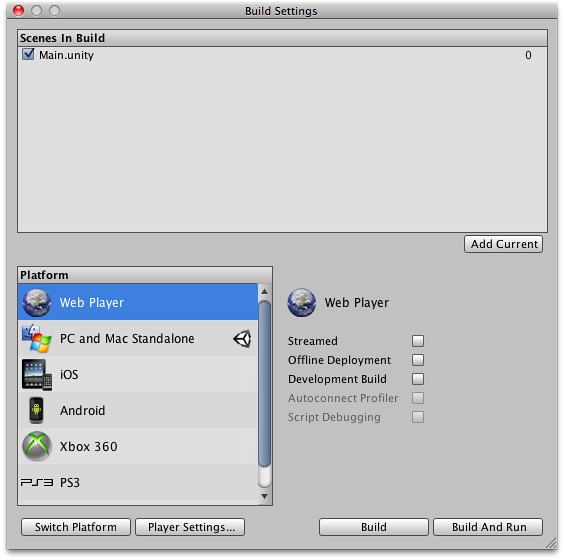 Build Settings
Scenes In Build
Main.unity 0
Add Current
Platform
Web Player
PC and Mac Standalone
iOS
Android
Xbox 360
PS3 PS3
Web Player
Streamed
Offline Deployment
Development Build
Autoconnect Profiler
Script Debugging
Switch Platform
Player Settings...
Build
Build And Run